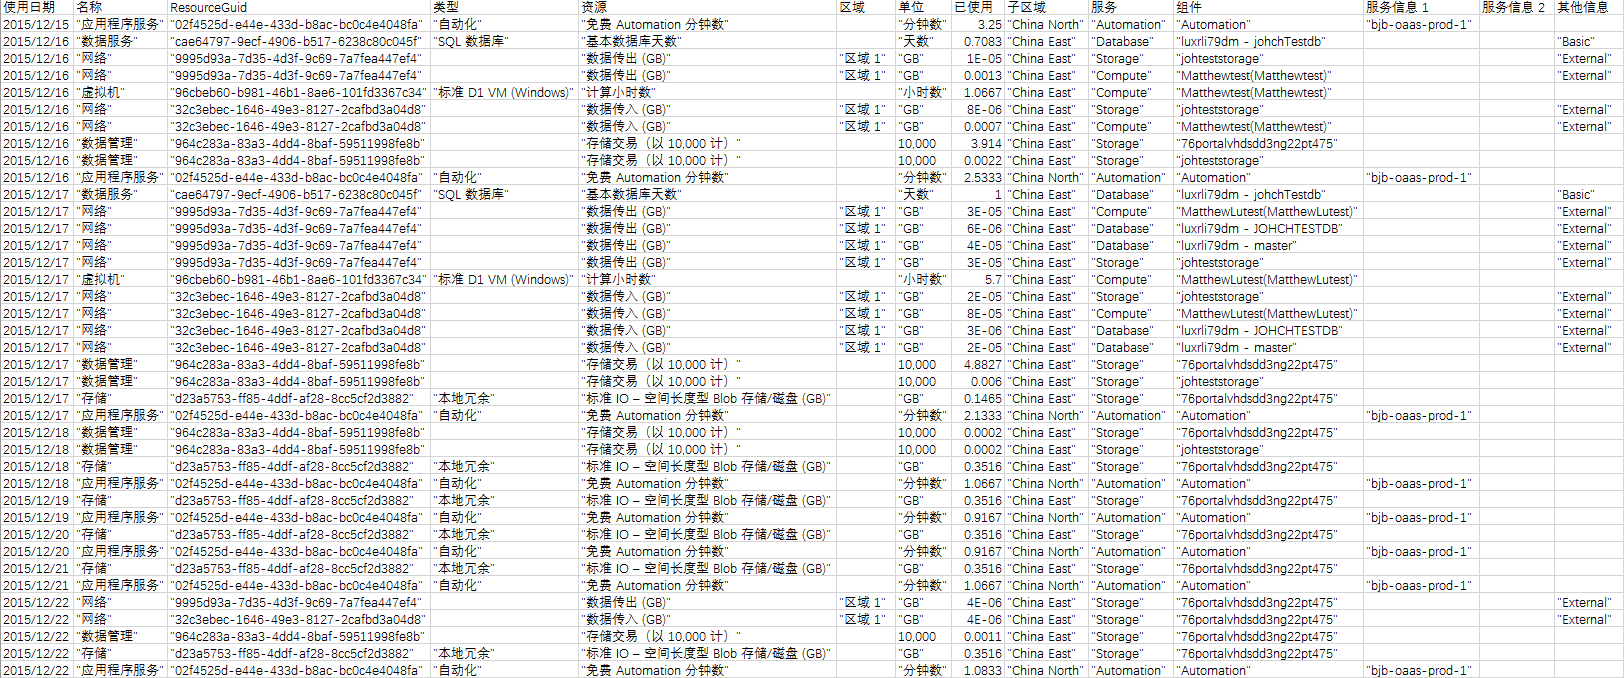 使用日期 名称 ResourceGuid 类型 资源 区域 单位 已使用 子区域 服务 组件 服务信息 1 服务信息 2 其他信息
2015/12/15 "应用程序服务" "02f4525d-e44e-433d-b8ac-bc0c4e4048fa" "自动化" "免费 Automation 分钟数" "分钟数" 3.25 "China North" "Automation" "Automation" "bjb-oaas-prod-1"
2015/12/16 "数据服务" "cae64797-9ecf-4906-b517-6238c80c045f" "SQL 数据库" "基本数据库天数" "天数" 0.7083 "China East" "Database" "luxrli79dm - johchTestdb" "Basic"
2015/12/16 "网络" "9995d93a-7d35-4d3f-9c69-7a7fea447ef4" "数据传出 (GB)" "区域 1" "GB" 1E-05 "China East" "Storage" "johteststorage" "External"
2015/12/16 "网络" "9995d93a-7d35-4d3f-9c69-7a7fea447ef4" "数据传出 (GB)" "区域 1" "GB" 0.0013 "China East" "Compute" "Matthewtest(Matthewtest)" "External"
2015/12/16 "虚拟机" "96cbeb60-b981-46b1-8ae6-101fd3367c34" "标准 D1 VM (Windows)" "计算小时数" "小时数" 1.0667 "China East" "Compute" "Matthewtest(Matthewtest)"
2015/12/16 "网络" "32c3ebec-1646-49e3-8127-2cafbd3a04d8" "数据传入 (GB)" "区域 1" "GB" 8E-06 "China East" "Storage" "johteststorage" "External"
2015/12/16 "网络" "32c3ebec-1646-49e3-8127-2cafbd3a04d8" "数据传入 (GB)" "区域 1" "GB" 0.0007 "China East" "Compute" "Matthewtest(Matthewtest)" "External"
2015/12/16 "数据管理" "964c283a-83a3-4dd4-8baf-59511998fe8b" "存储交易（以 10,000 计）" 10,000 3.914 "China East" "Storage" "76portalvhdsdd3ng22pt475"
2015/12/16 "数据管理" "964c283a-83a3-4dd4-8baf-59511998fe8b" "存储交易（以 10,000 计）" 10,000 0.0022 "China East" "Storage" "johteststorage"
2015/12/16 "应用程序服务" "02f4525d-e44e-433d-b8ac-bc0c4e4048fa" "自动化" "免费 Automation 分钟数" "分钟数" 2.5333 "China North" "Automation" "Automation" "bjb-oaas-prod-1"
2015/12/17 "数据服务" "cae64797-9ecf-4906-b517-6238c80c045f" "SQL 数据库" "基本数据库天数" "天数" 1 "China East" "Database" "luxrli79dm - johchTestdb" "Basic"
2015/12/17 "网络" "9995d93a-7d35-4d3f-9c69-7a7fea447ef4" "数据传出 (GB)" "区域 1" "GB" 3E-05 "China East" "Compute" "MatthewLutest(MatthewLutest)" "External"
2015/12/17 "网络" "9995d93a-7d35-4d3f-9c69-7a7fea447ef4" "数据传出 (GB)" "区域 1" "GB" 6E-06 "China East" "Database" "luxrli79dm - JOHCHTESTDB" "External"
2015/12/17 "网络" "9995d93a-7d35-4d3f-9c69-7a7fea447ef4" "数据传出 (GB)" "区域 1" "GB" 4E-05 "China East" "Database" "luxrli79dm - master" "External"
2015/12/17 "网络" "9995d93a-7d35-4d3f-9c69-7a7fea447ef4" "数据传出 (GB)" "区域 1" "GB" 3E-05 "China East" "Storage" "johteststorage" "External"
2015/12/17 "虚拟机" "96cbeb60-b981-46b1-8ae6-101fd3367c34" "标准 D1 VM (Windows)" "计算小时数" "小时数" 5.7 "China East" "Compute" "MatthewLutest(MatthewLutest)"
2015/12/17 "网络" "32c3ebec-1646-49e3-8127-2cafbd3a04d8" "数据传入 (GB)" "区域 1" "GB" 2E-05 "China East" "Storage" "johteststorage" "External"
2015/12/17 "网络" "32c3ebec-1646-49e3-8127-2cafbd3a04d8" "数据传入 (GB)" "区域 1" "GB" 8E-05 "China East" "Compute" "MatthewLutest(MatthewLutest)" "External"
2015/12/17 "网络" "32c3ebec-1646-49e3-8127-2cafbd3a04d8" "数据传入 (GB)" "区域 1" "GB" 3E-06 "China East" "Database" "luxrli79dm - JOHCHTESTDB" "External"
2015/12/17 "网络" "32c3ebec-1646-49e3-8127-2cafbd3a04d8" "数据传入 (GB)" "区域 1" "GB" 2E-05 "China East" "Database" "luxrli79dm - master" "External"
2015/12/17 "数据管理" "964c283a-83a3-4dd4-8baf-59511998fe8b" "存储交易（以 10,000 计）" 10,000 4.8827 "China East" "Storage" "76portalvhdsdd3ng22pt475"
2015/12/17 "数据管理" "964c283a-83a3-4dd4-8baf-59511998fe8b" "存储交易（以 10,000 计）" 10,000 0.006 "China East" "Storage" "johteststorage"
2015/12/17 "存储" "d23a5753-ff85-4ddf-af28-8cc5cf2d3882" "本地冗余" "标准 IO – 空间长度型 Blob 存储/磁盘 (GB)" "GB" 0.1465 "China East" "Storage" "76portalvhdsdd3ng22pt475"
2015/12/17 "应用程序服务" "02f4525d-e44e-433d-b8ac-bc0c4e4048fa" "自动化" "免费 Automation 分钟数" "分钟数" 2.1333 "China North" "Automation" "Automation" "bjb-oaas-prod-1"
2015/12/18 "数据管理" "964c283a-83a3-4dd4-8baf-59511998fe8b" "存储交易（以 10,000 计）" 10,000 0.0002 "China East" "Storage" "76portalvhdsdd3ng22pt475"
2015/12/18 "数据管理" "964c283a-83a3-4dd4-8baf-59511998fe8b" "存储交易（以 10,000 计）" 10,000 0.0002 "China East" "Storage" "johteststorage"
2015/12/18 "存储" "d23a5753-ff85-4ddf-af28-8cc5cf2d3882" "本地冗余" "标准 IO – 空间长度型 Blob 存储/磁盘 (GB)" "GB" 0.3516 "China East" "Storage" "76portalvhdsdd3ng22pt475"
2015/12/18 "应用程序服务" "02f4525d-e44e-433d-b8ac-bc0c4e4048fa" "自动化" "免费 Automation 分钟数" "分钟数" 1.0667 "China North" "Automation" "Automation" "bjb-oaas-prod-1"
2015/12/19 "存储" "d23a5753-ff85-4ddf-af28-8cc5cf2d3882" "本地冗余" "标准 IO – 空间长度型 Blob 存储/磁盘 (GB)" "GB" 0.3516 "China East" "Storage" "76portalvhdsdd3ng22pt475"
2015/12/19 "应用程序服务" "02f4525d-e44e-433d-b8ac-bc0c4e4048fa" "自动化" "免费 Automation 分钟数" "分钟数" 0.9167 "China North" "Automation" "Automation" "bjb-oaas-prod-1"
2015/12/20 "存储" "d23a5753-ff85-4ddf-af28-8cc5cf2d3882" "本地冗余" "标准 IO – 空间长度型 Blob 存储/磁盘 (GB)" "GB" 0.3516 "China East" "Storage" "76portalvhdsdd3ng22pt475"
2015/12/20 "应用程序服务" "02f4525d-e44e-433d-b8ac-bc0c4e4048fa" "自动化" "免费 Automation 分钟数" "分钟数" 0.9167 "China North" "Automation" "Automation" "bjb-oaas-prod-1"
2015/12/21 "存储" "d23a5753-ff85-4ddf-af28-8cc5cf2d3882" "本地冗余" "标准 IO – 空间长度型 Blob 存储/磁盘 (GB)" "GB" 0.3516 "China East" "Storage" "76portalvhdsdd3ng22pt475"
2015/12/21 "应用程序服务" "02f4525d-e44e-433d-b8ac-bc0c4e4048fa" "自动化" "免费 Automation 分钟数" "分钟数" 1.0667 "China North" "Automation" "Automation" "bjb-oaas-prod-1"
2015/12/22 "网络" "9995d93a-7d35-4d3f-9c69-7a7fea447ef4" "数据传出 (GB)" "区域 1" "GB" 4E-06 "China East" "Storage" "76portalvhdsdd3ng22pt475" "External"
2015/12/22 "网络" "32c3ebec-1646-49e3-8127-2cafbd3a04d8" "数据传入 (GB)" "区域 1" "GB" 4E-06 "China East" "Storage" "76portalvhdsdd3ng22pt475" "External"
2015/12/22 "数据管理" "964c283a-83a3-4dd4-8baf-59511998fe8b" "存储交易（以 10,000 计）" 10,000 0.0011 "China East" "Storage" "76portalvhdsdd3ng22pt475"
2015/12/22 "存储" "d23a5753-ff85-4ddf-af28-8cc5cf2d3882" "本地冗余" "标准 IO – 空间长度型 Blob 存储/磁盘 (GB)" "GB" 0.3516 "China East" "Storage" "76portalvhdsdd3ng22pt475"
2015/12/22 "应用程序服务" "02f4525d-e44e-433d-b8ac-bc0c4e4048fa" "自动化" "免费 Automation 分钟数" "分钟数" 1.0833 "China North" "Automation" "Automation" "bjb-oaas-prod-1"